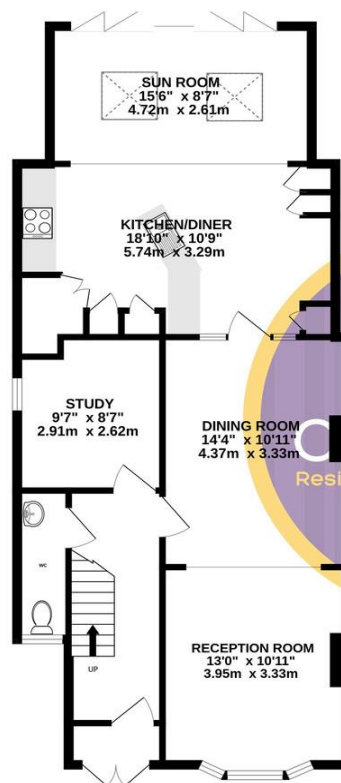 SUN ROOM
15'6" x 8'7"
4.72m x 2.61m
KITCHEN/DINER
18'10" x 10'9"
5.74m x 3.29m
STUDY
9'7" x 8'7"
2.91m x 2.62m
DINING ROOM
14'4" x 10'11"
4.37m x 3.33m
Resi
WC
UP
RECEPTION ROOM
13'0" x 10'11"
3.95m x 3.33m